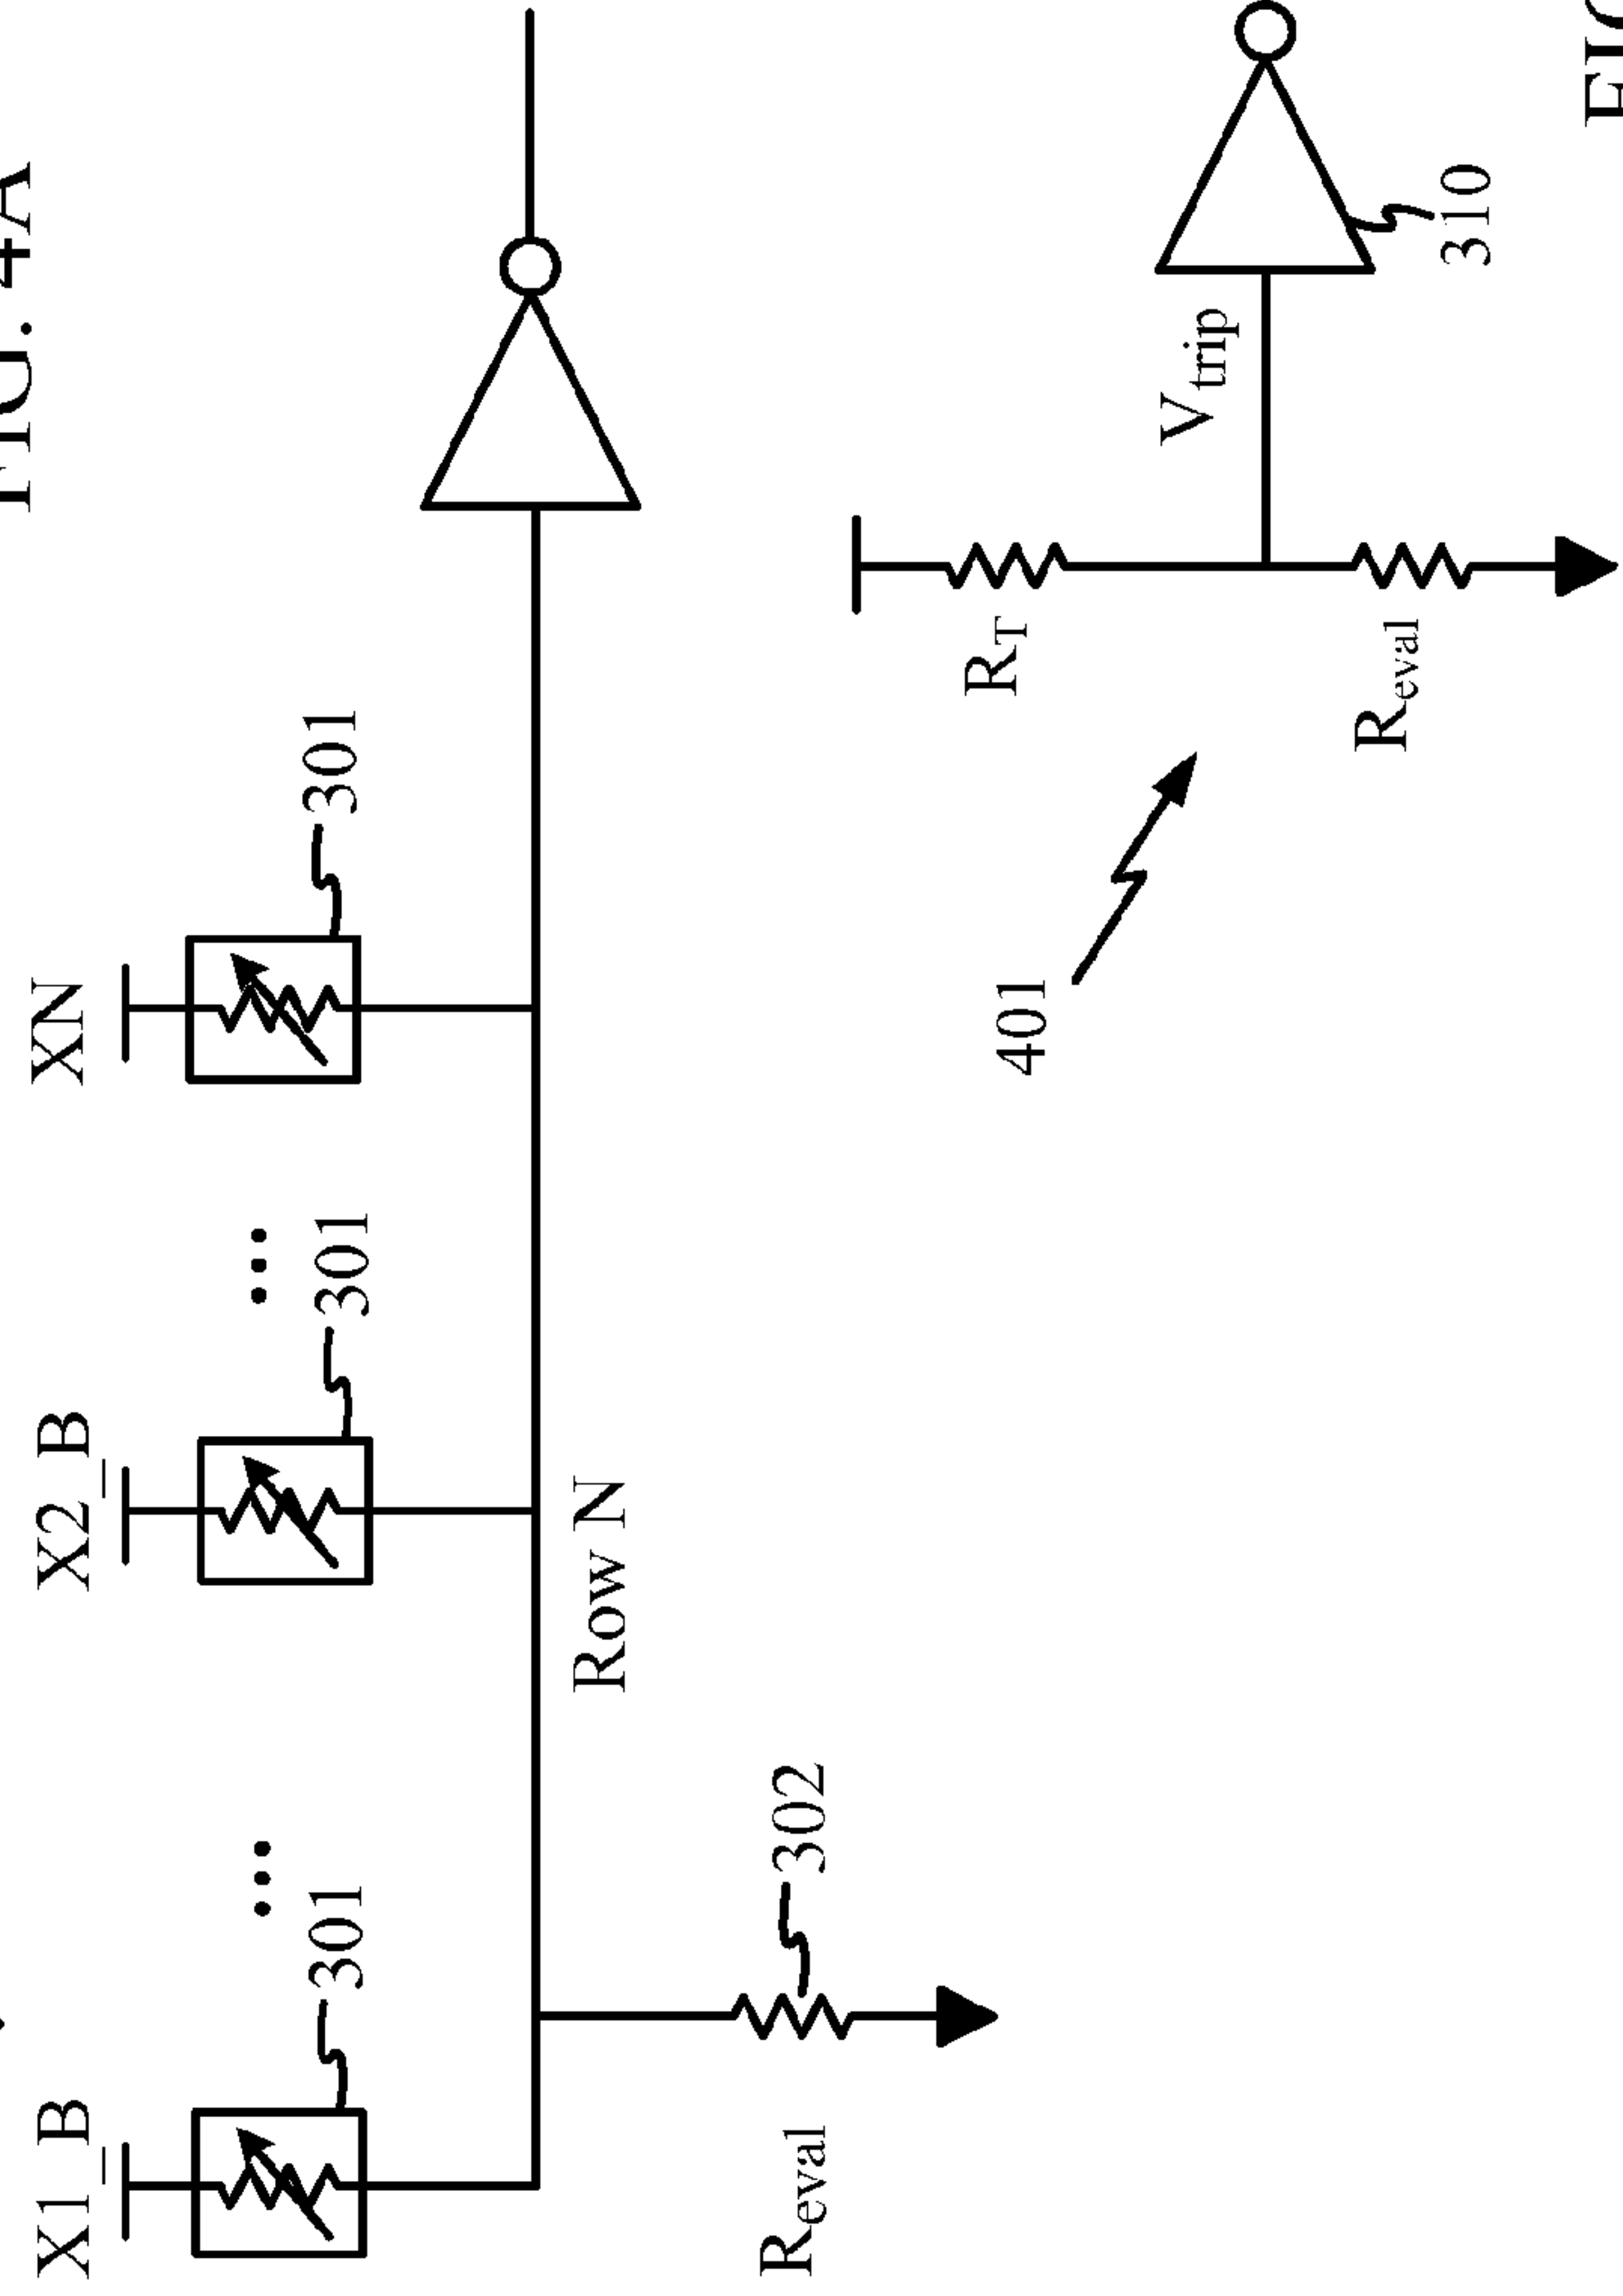 FIG. 4A
X1_B
X2_B
XN
...
...
301
301
301
Row N
R_eval
302
401
R_T
V_trip
R_eval
310